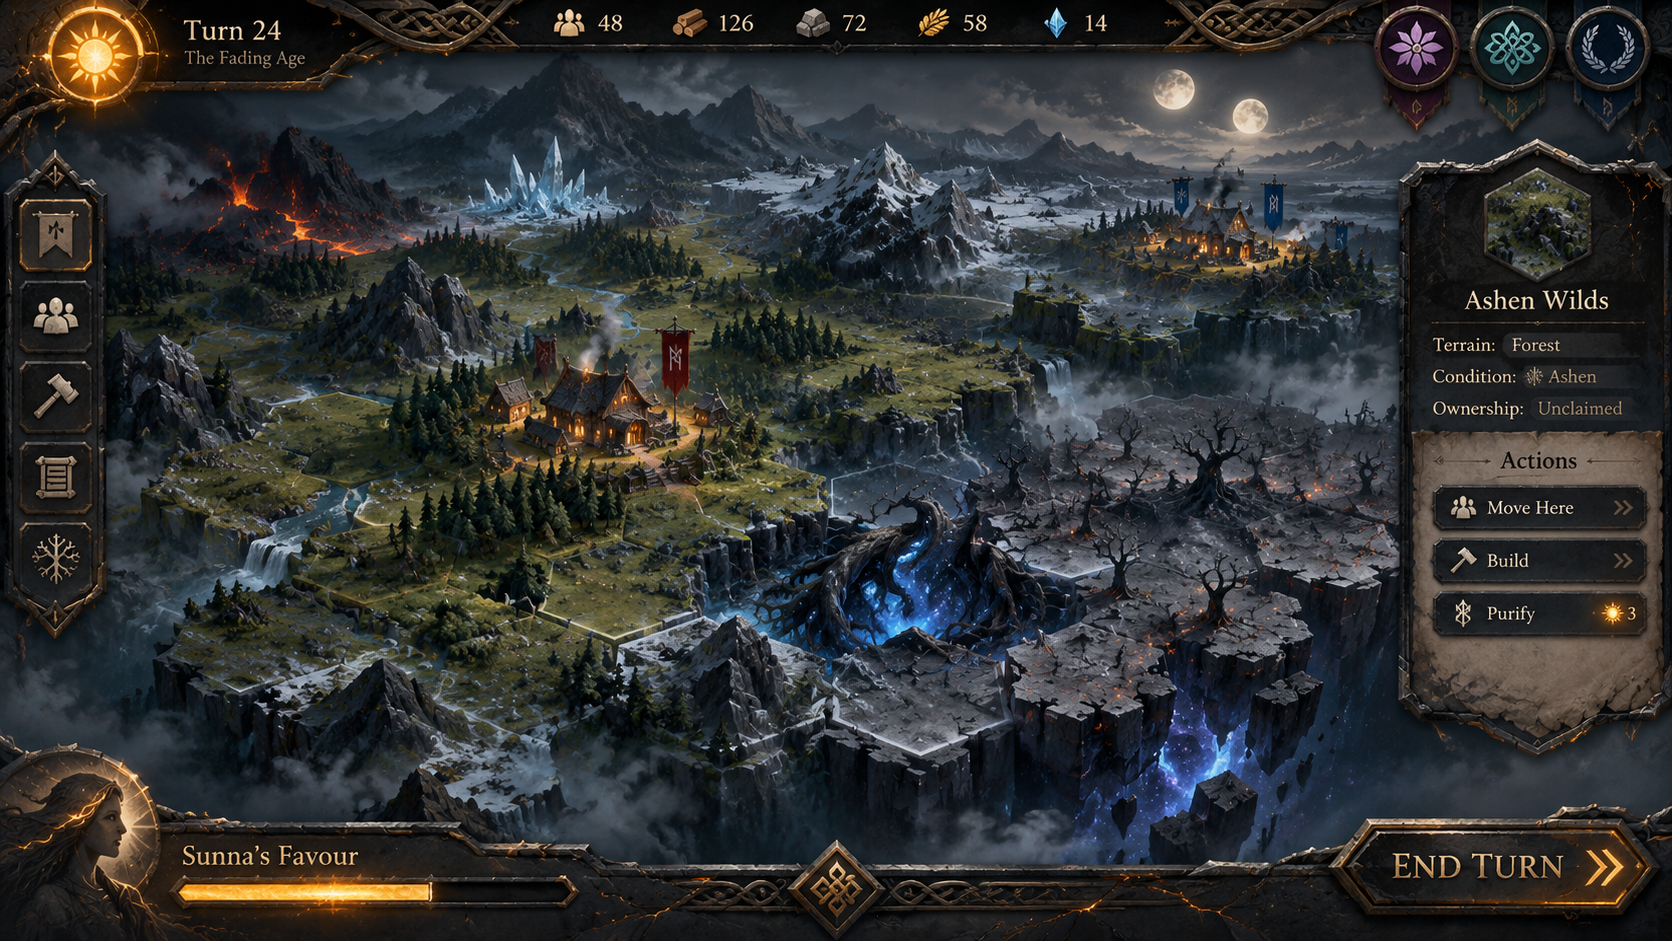 Turn 24
The Fading Age
48
126
72
58
14
Ashen Wilds
Terrain: Forest
Condition: Ashen
Ownership: Unclaimed
Actions
Move Here
Build
Purify 3
Sunna's Favour
END TURN